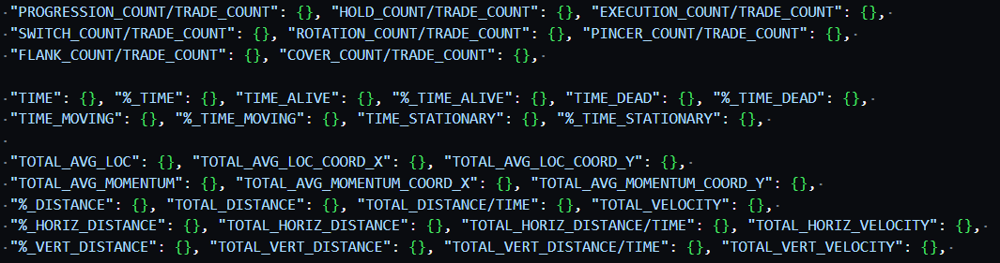 "PROGRESSION_COUNT/TRADE_COUNT": {}, "HOLD_COUNT/TRADE_COUNT": {}, "EXECUTION_COUNT/TRADE_COUNT": {},
"SWITCH_COUNT/TRADE_COUNT": {}, "ROTATION_COUNT/TRADE_COUNT": {}, "PINCER_COUNT/TRADE_COUNT": {},
"FLANK_COUNT/TRADE_COUNT": {}, "COVER_COUNT/TRADE_COUNT": {},
"TIME": {}, "%_TIME": {}, "TIME_ALIVE": {}, "%_TIME_ALIVE": {}, "TIME_DEAD": {}, "%_TIME_DEAD": {},
"TIME_MOVING": {}, "%_TIME_MOVING": {}, "TIME_STATIONARY": {}, "%_TIME_STATIONARY": {},
"TOTAL_AVG_LOC": {}, "TOTAL_AVG_LOC_COORD_X": {}, "TOTAL_AVG_LOC_COORD_Y": {},
"TOTAL_AVG_MOMENTUM": {}, "TOTAL_AVG_MOMENTUM_COORD_X": {}, "TOTAL_AVG_MOMENTUM_COORD_Y": {},
"%_DISTANCE": {}, "TOTAL_DISTANCE": {}, "TOTAL_DISTANCE/TIME": {}, "TOTAL_VELOCITY": {},
"%_HORIZ_DISTANCE": {}, "TOTAL_HORIZ_DISTANCE": {}, "TOTAL_HORIZ_DISTANCE/TIME": {}, "TOTAL_HORIZ_VELOCITY": {},
"%_VERT_DISTANCE": {}, "TOTAL_VERT_DISTANCE": {}, "TOTAL_VERT_DISTANCE/TIME": {}, "TOTAL_VERT_VELOCITY": {},